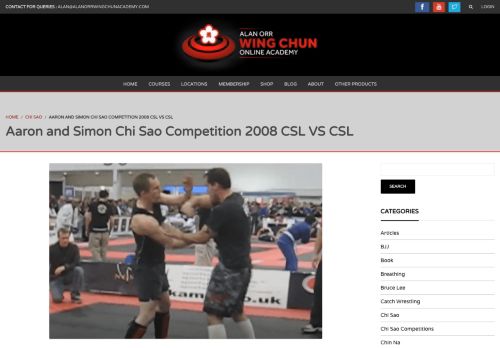 CONTACT FOR QUERIES : ALAN@ALANORRWINGCHUNACADEMY.COM
LOGIN
ALAN ORR
WING CHUN
ONLINE ACADEMY
HOME COURSES LOCATIONS MEMBERSHIP SHOP BLOG ABOUT OTHER PRODUCTS
HOME / CHI SAO / AARON AND SIMON CHI SAO COMPETITION 2008 CSL VS CSL
Aaron and Simon Chi Sao Competition 2008 CSL VS CSL
SEARCH
CATEGORIES
Articles
BJJ
Book
Breathing
Bruce Lee
Catch Wrestling
Chi Sao
Chi Sao Competitions
Chin Na